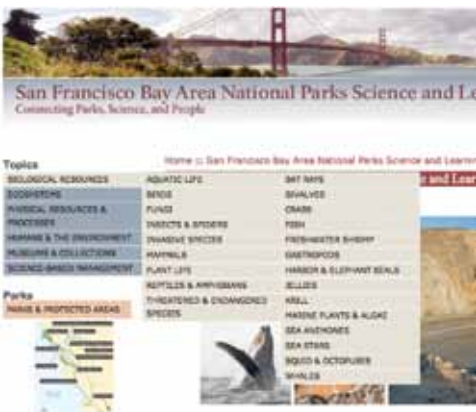 San Francisco Bay Area National Parks Science and Le
Connecting Parks, Science, and People
Home :: San Francisco Bay Area National Parks Science and Learni
Topics
BIOLOGICAL RESOURCES
ECOSYSTEMS
PHYSICAL RESOURCES &
PROCESSES
HUMANS & THE ENVIRONMENT
MUSEUMS & COLLECTIONS
SCIENCE-BASED MANAGEMENT
Parks
PARKS & PROTECTED AREAS
AQUATIC LIFE
BIRDS
FUNGI
INSECTS & SPIDERS
INVASIVE SPECIES
MAMMALS
PLANT LIFE
REPTILES & AMPHIBIANS
THREATENED & ENDANGERED
SPECIES
BAT RAYS
BIVALVES
CRABS
FISH
FRESHWATER SHRIMP
GASTROPODS
HARBOR & ELEPHANT SEALS
JELLIES
KRILL
MARINE PLANTS & ALGAE
SEA ANEMONES
SEA STARS
SQUID & OCTOPUSES
WHALES
e and Lear